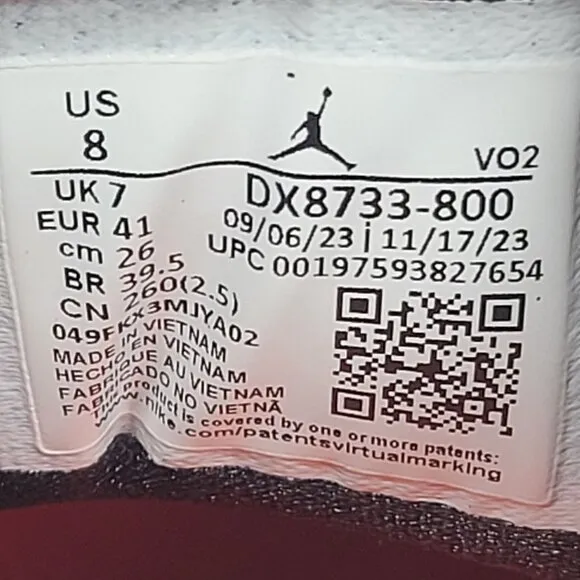 US
8
VO2
UK 7
DX8733-800
EUR 41
09/06/23 | 11/17/23
cm 26
UPC 00197593827654
BR 39.5
CN 260(2.5)
049FKX3MJYA02
MADE IN VIETNAM
HECHO EN VIETNAM
FABRIQUE AU VIETNAM
FABRICADO NO VIETNÃ
product is covered by one or more patents:
www.nike.com/patentsvirtualmarking